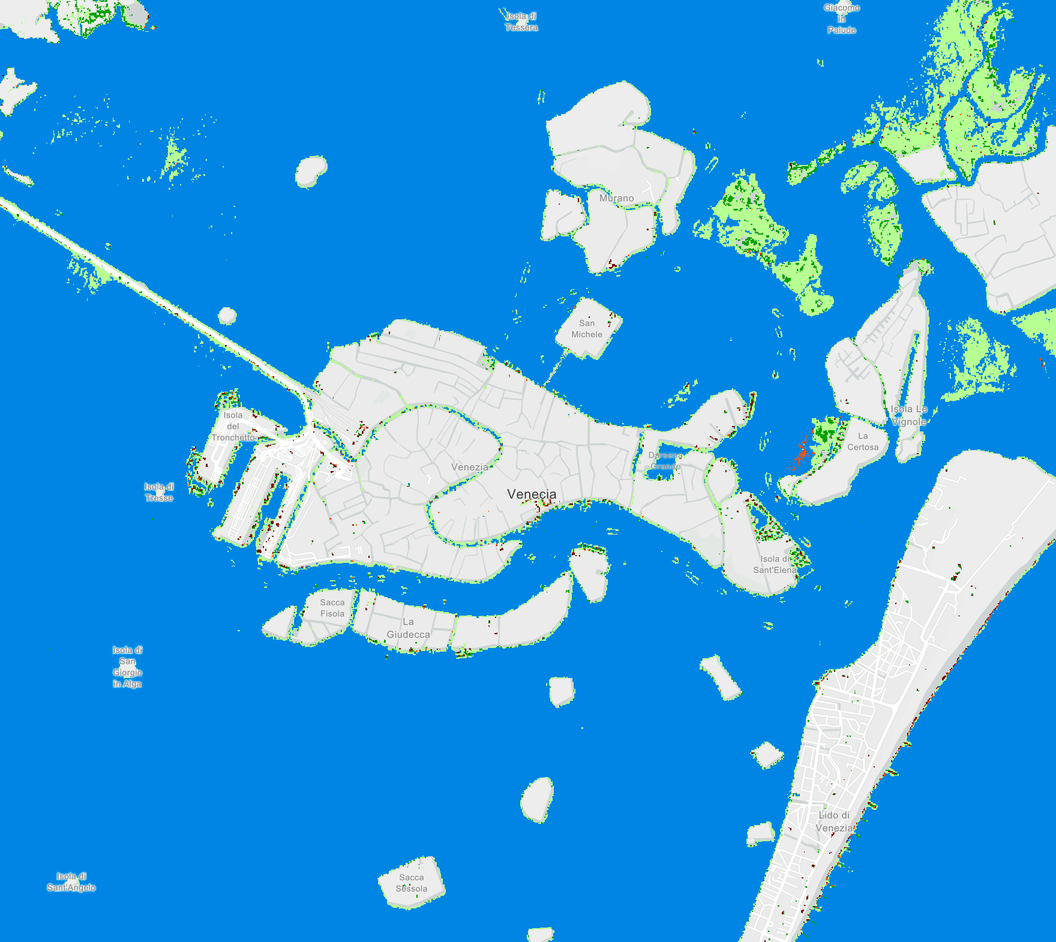 Isola di
Tessera
Giacomo
in
Palude
Murano
San
Michele
Isola
del
Tronchetto
Isola Le
Vignole
La
Certosa
Darsena
Grande
Venezia
Venecia
Isola di
Tresse
Isola di
Sant'Elena
Sacca
Fisola
La
Giudecca
Isola di
San
Giorgio
in Alga
Lido di
Venezia
Isola di
Sant'Angelo
Sacca
Sessola